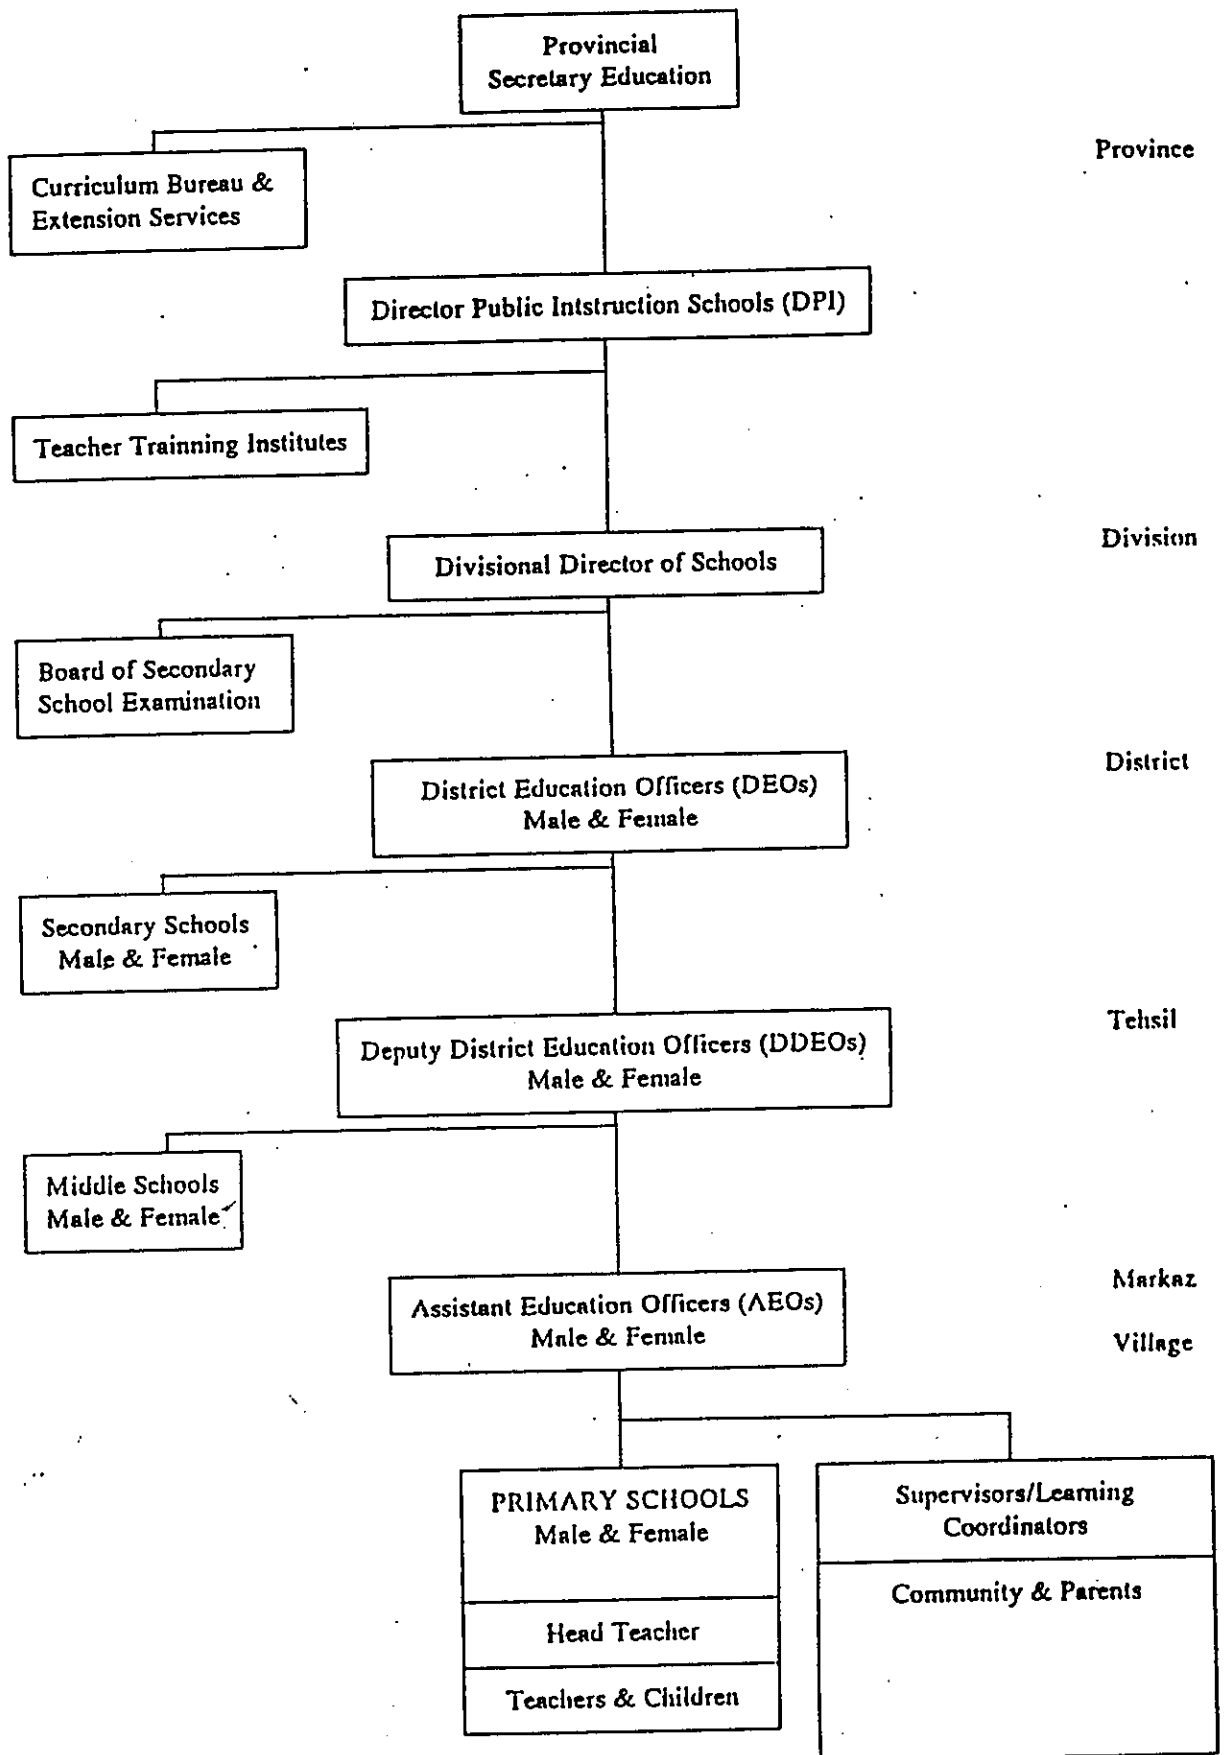 Provincial
Secretary Education
Province
Curriculum Bureau &
Extension Services
Director Public Intstruction Schools (DPI)
Teacher Trainning Institutes
Division
Divisional Director of Schools
Board of Secondary
School Examination
District
District Education Officers (DEOs)
Male & Female
Secondary Schools
Male & Female
Tehsil
Deputy District Education Officers (DDEOs)
Male & Female
Middle Schools
Male & Female
Markaz
Assistant Education Officers (AEOs)
Male & Female
Village
PRIMARY SCHOOLS
Male & Female
Head Teacher
Teachers & Children
Supervisors/Learning
Coordinators
Community & Parents